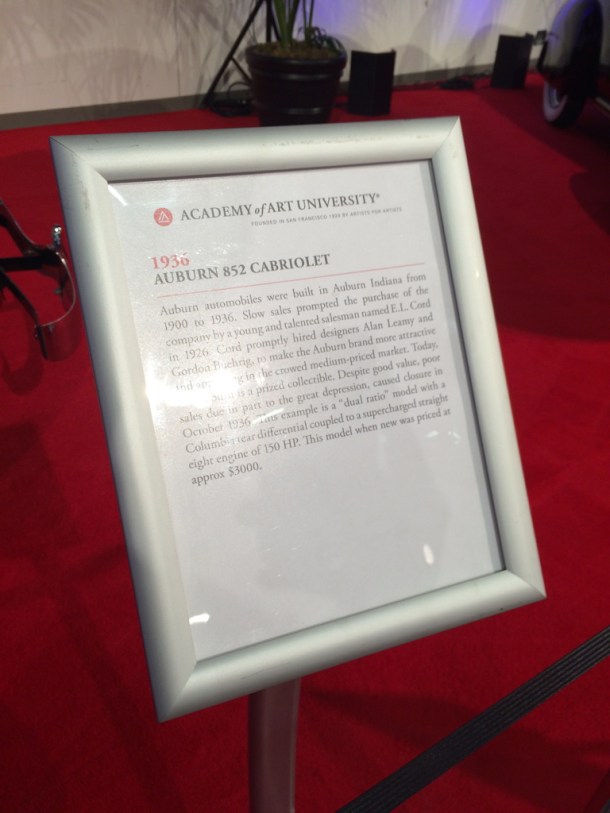 ACADEMY of ART UNIVERSITY®
FOUNDED IN SAN FRANCISCO 1929 BY ARTISTS FOR ARTISTS
1936
AUBURN 852 CABRIOLET
Auburn automobiles were built in Auburn Indiana from
1900 to 1936. Slow sales prompted the purchase of the
company by a young and talented salesman named E.L. Cord
in 1926. Cord promptly hired designers Alan Leamy and
Gordon Buehrig, to make the Auburn brand more attractive
and in the crowed medium-priced market. Today,
is a prized collectible. Despite good value, poor
sales due in part to the great depression, caused closure in
October 1936. This example is a "dual ratio" model with a
Columbia rear differential coupled to a supercharged straight
eight engine of 150 HP. This model when new was priced at
approx $3000.